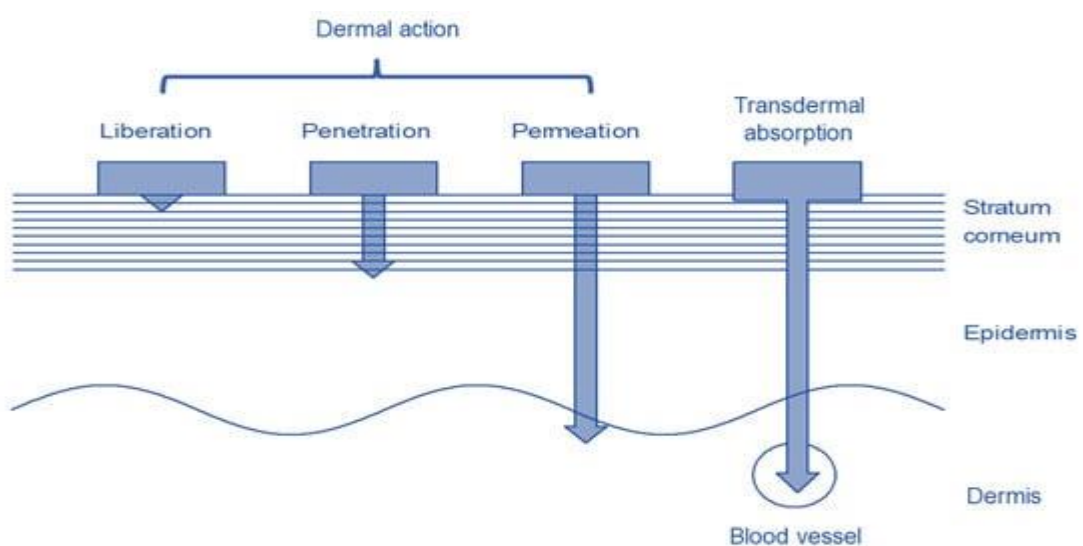 Dermal action
Liberation
Penetration
Permeation
Transdermal
absorption
Stratum
corneum
Epidermis
Dermis
Blood vessel